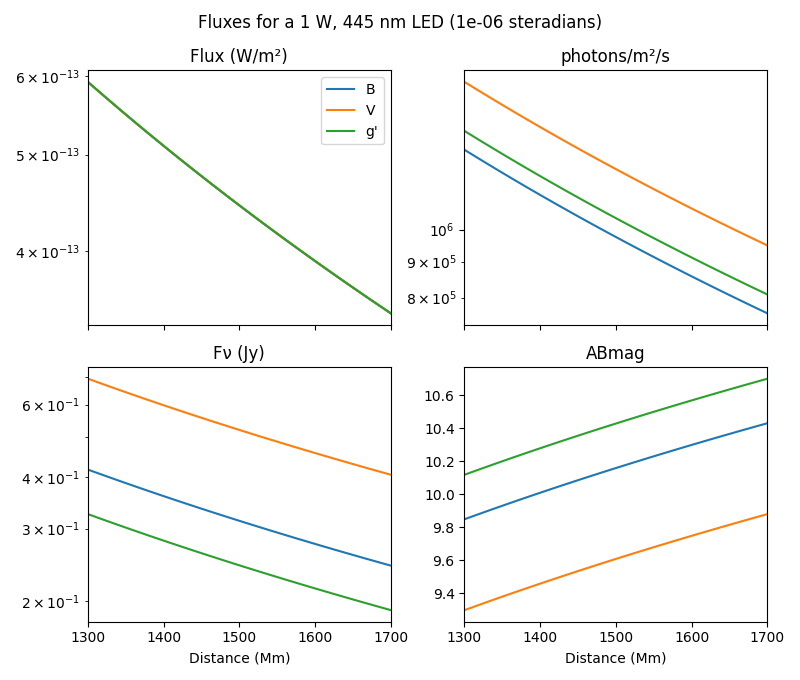 Fluxes for a 1 W, 445 nm LED (1e-06 steradians)
Flux (W/m²)
6 × 10⁻¹³
5 × 10⁻¹³
4 × 10⁻¹³
B
V
g'
photons/m²/s
10⁶
9 × 10⁵
8 × 10⁵
Fν (Jy)
6 × 10⁻¹
4 × 10⁻¹
3 × 10⁻¹
2 × 10⁻¹
1300 1400 1500 1600 1700
Distance (Mm)
ABmag
10.6
10.4
10.2
10.0
9.8
9.6
9.4
1300 1400 1500 1600 1700
Distance (Mm)